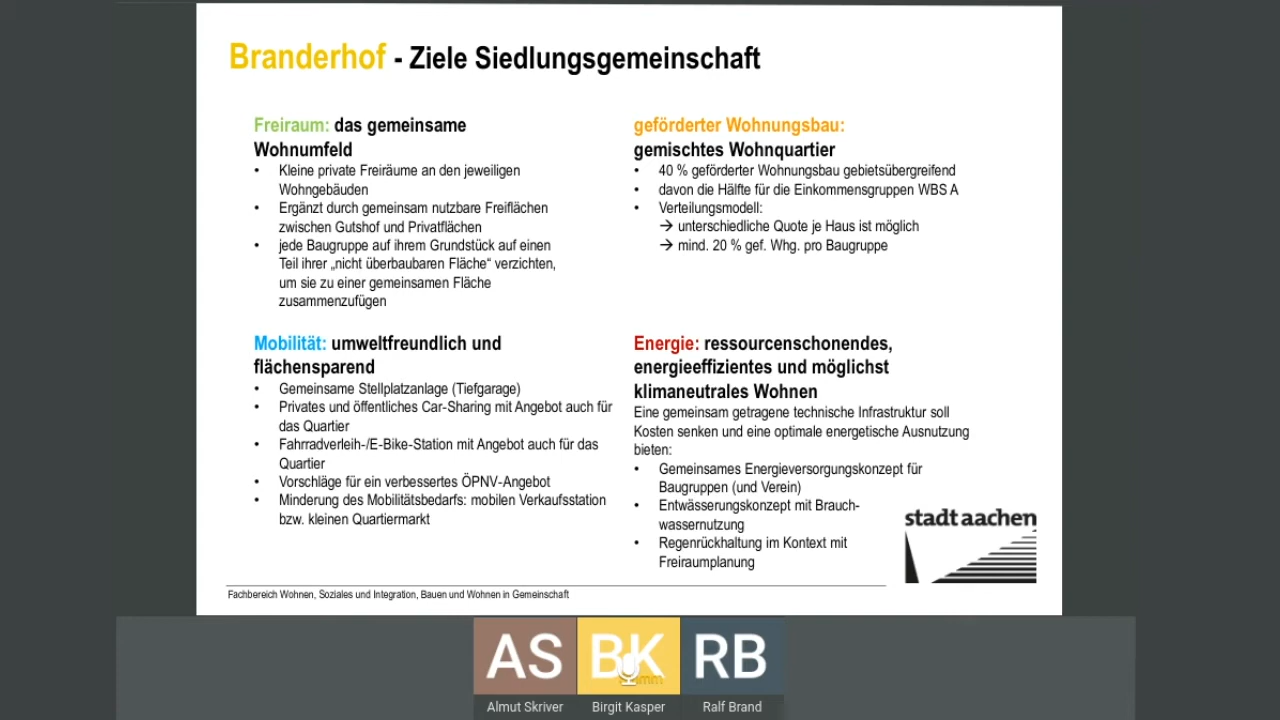 Branderhof - Ziele Siedlungsgemeinschaft
Freiraum: das gemeinsame
Wohnumfeld
• Kleine private Freiräume an den jeweiligen
Wohngebäuden
• Ergänzt durch gemeinsam nutzbare Freiflächen
zwischen Gutshof und Privatflächen
• jede Baugruppe auf ihrem Grundstück auf einen
Teil ihrer „nicht überbaubaren Fläche“ verzichten,
um sie zu einer gemeinsamen Fläche
zusammenzufügen
geförderter Wohnungsbau:
gemischtes Wohnquartier
• 40 % geförderter Wohnungsbau gebietsübergreifend
• davon die Hälfte für die Einkommensgruppen WBS A
• Verteilungsmodell:
→ unterschiedliche Quote je Haus ist möglich
→ mind. 20 % gef. Whg. pro Baugruppe
Mobilität: umweltfreundlich und
flächensparend
• Gemeinsame Stellplatzanlage (Tiefgarage)
• Privates und öffentliches Car-Sharing mit Angebot auch für
das Quartier
• Fahrradverleih-/E-Bike-Station mit Angebot auch für das
Quartier
• Vorschläge für ein verbessertes ÖPNV-Angebot
• Minderung des Mobilitätsbedarfs: mobilen Verkaufsstation
bzw. kleinen Quartiermarkt
Energie: ressourcenschonendes,
energieeffizientes und möglichst
klimaneutrales Wohnen
Eine gemeinsam getragene technische Infrastruktur soll
Kosten senken und eine optimale energetische Ausnutzung
bieten:
• Gemeinsames Energieversorgungskonzept für
Baugruppen (und Verein)
• Entwässerungskonzept mit Brauch-
wassernutzung
• Regenrückhaltung im Kontext mit
Freiraumplanung
stadt aachen
Fachbereich Wohnen, Soziales und Integration, Bauen und Wohnen in Gemeinschaft
AS BK RB
Almut Skriver Birgit Kasper Ralf Brand